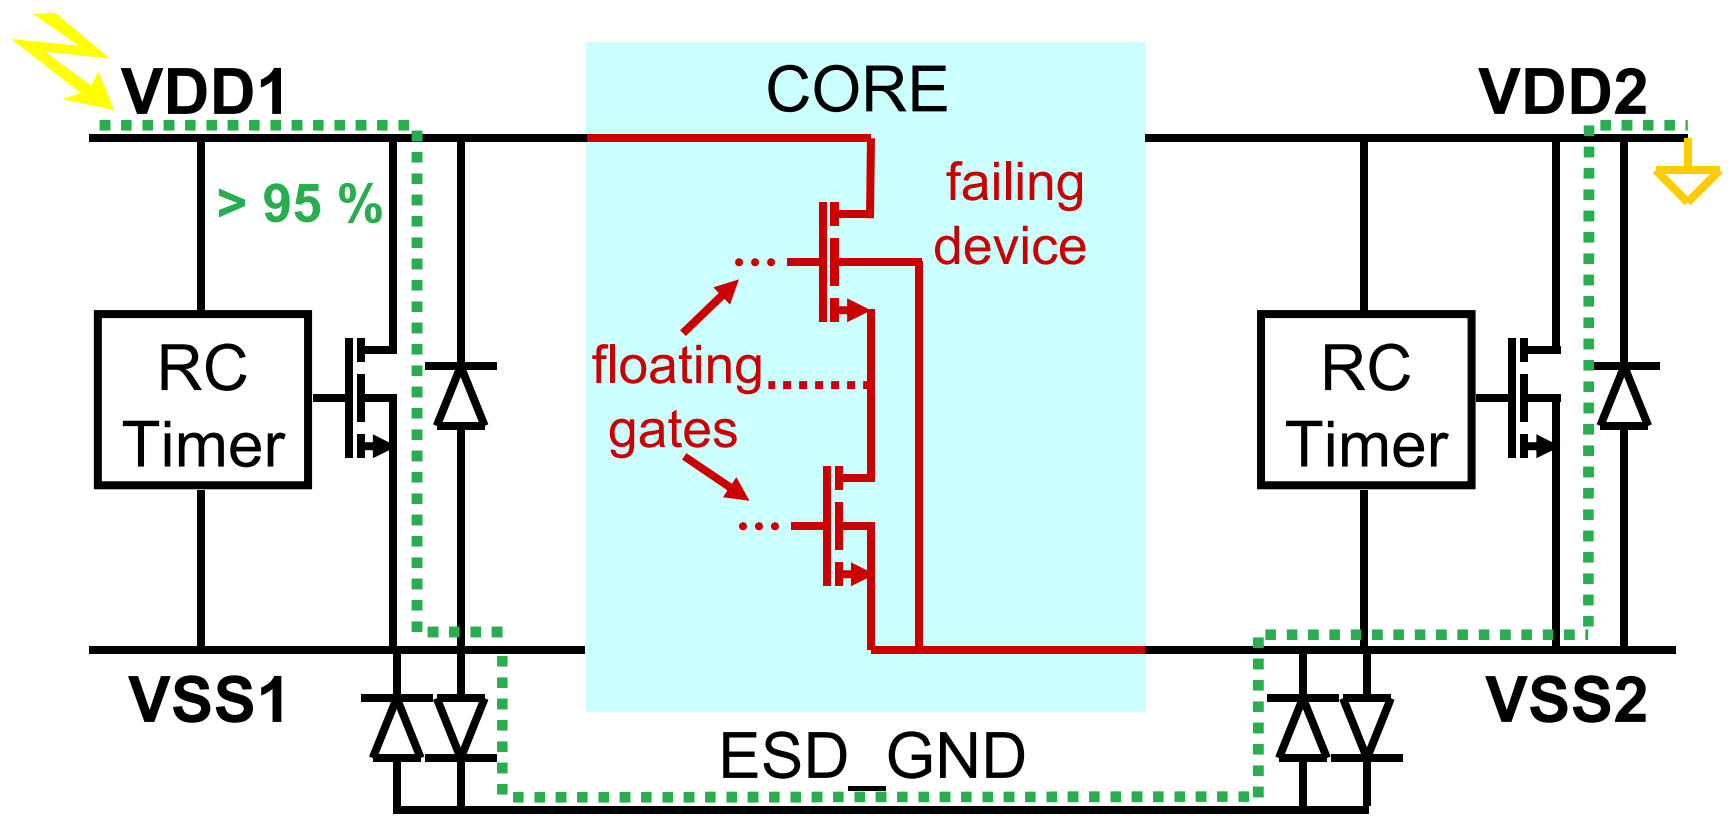 CORE
VDD1
VDD2
> 95 %
failing
device
RC
Timer
floating
gates
RC
Timer
VSS1
VSS2
ESD_GND